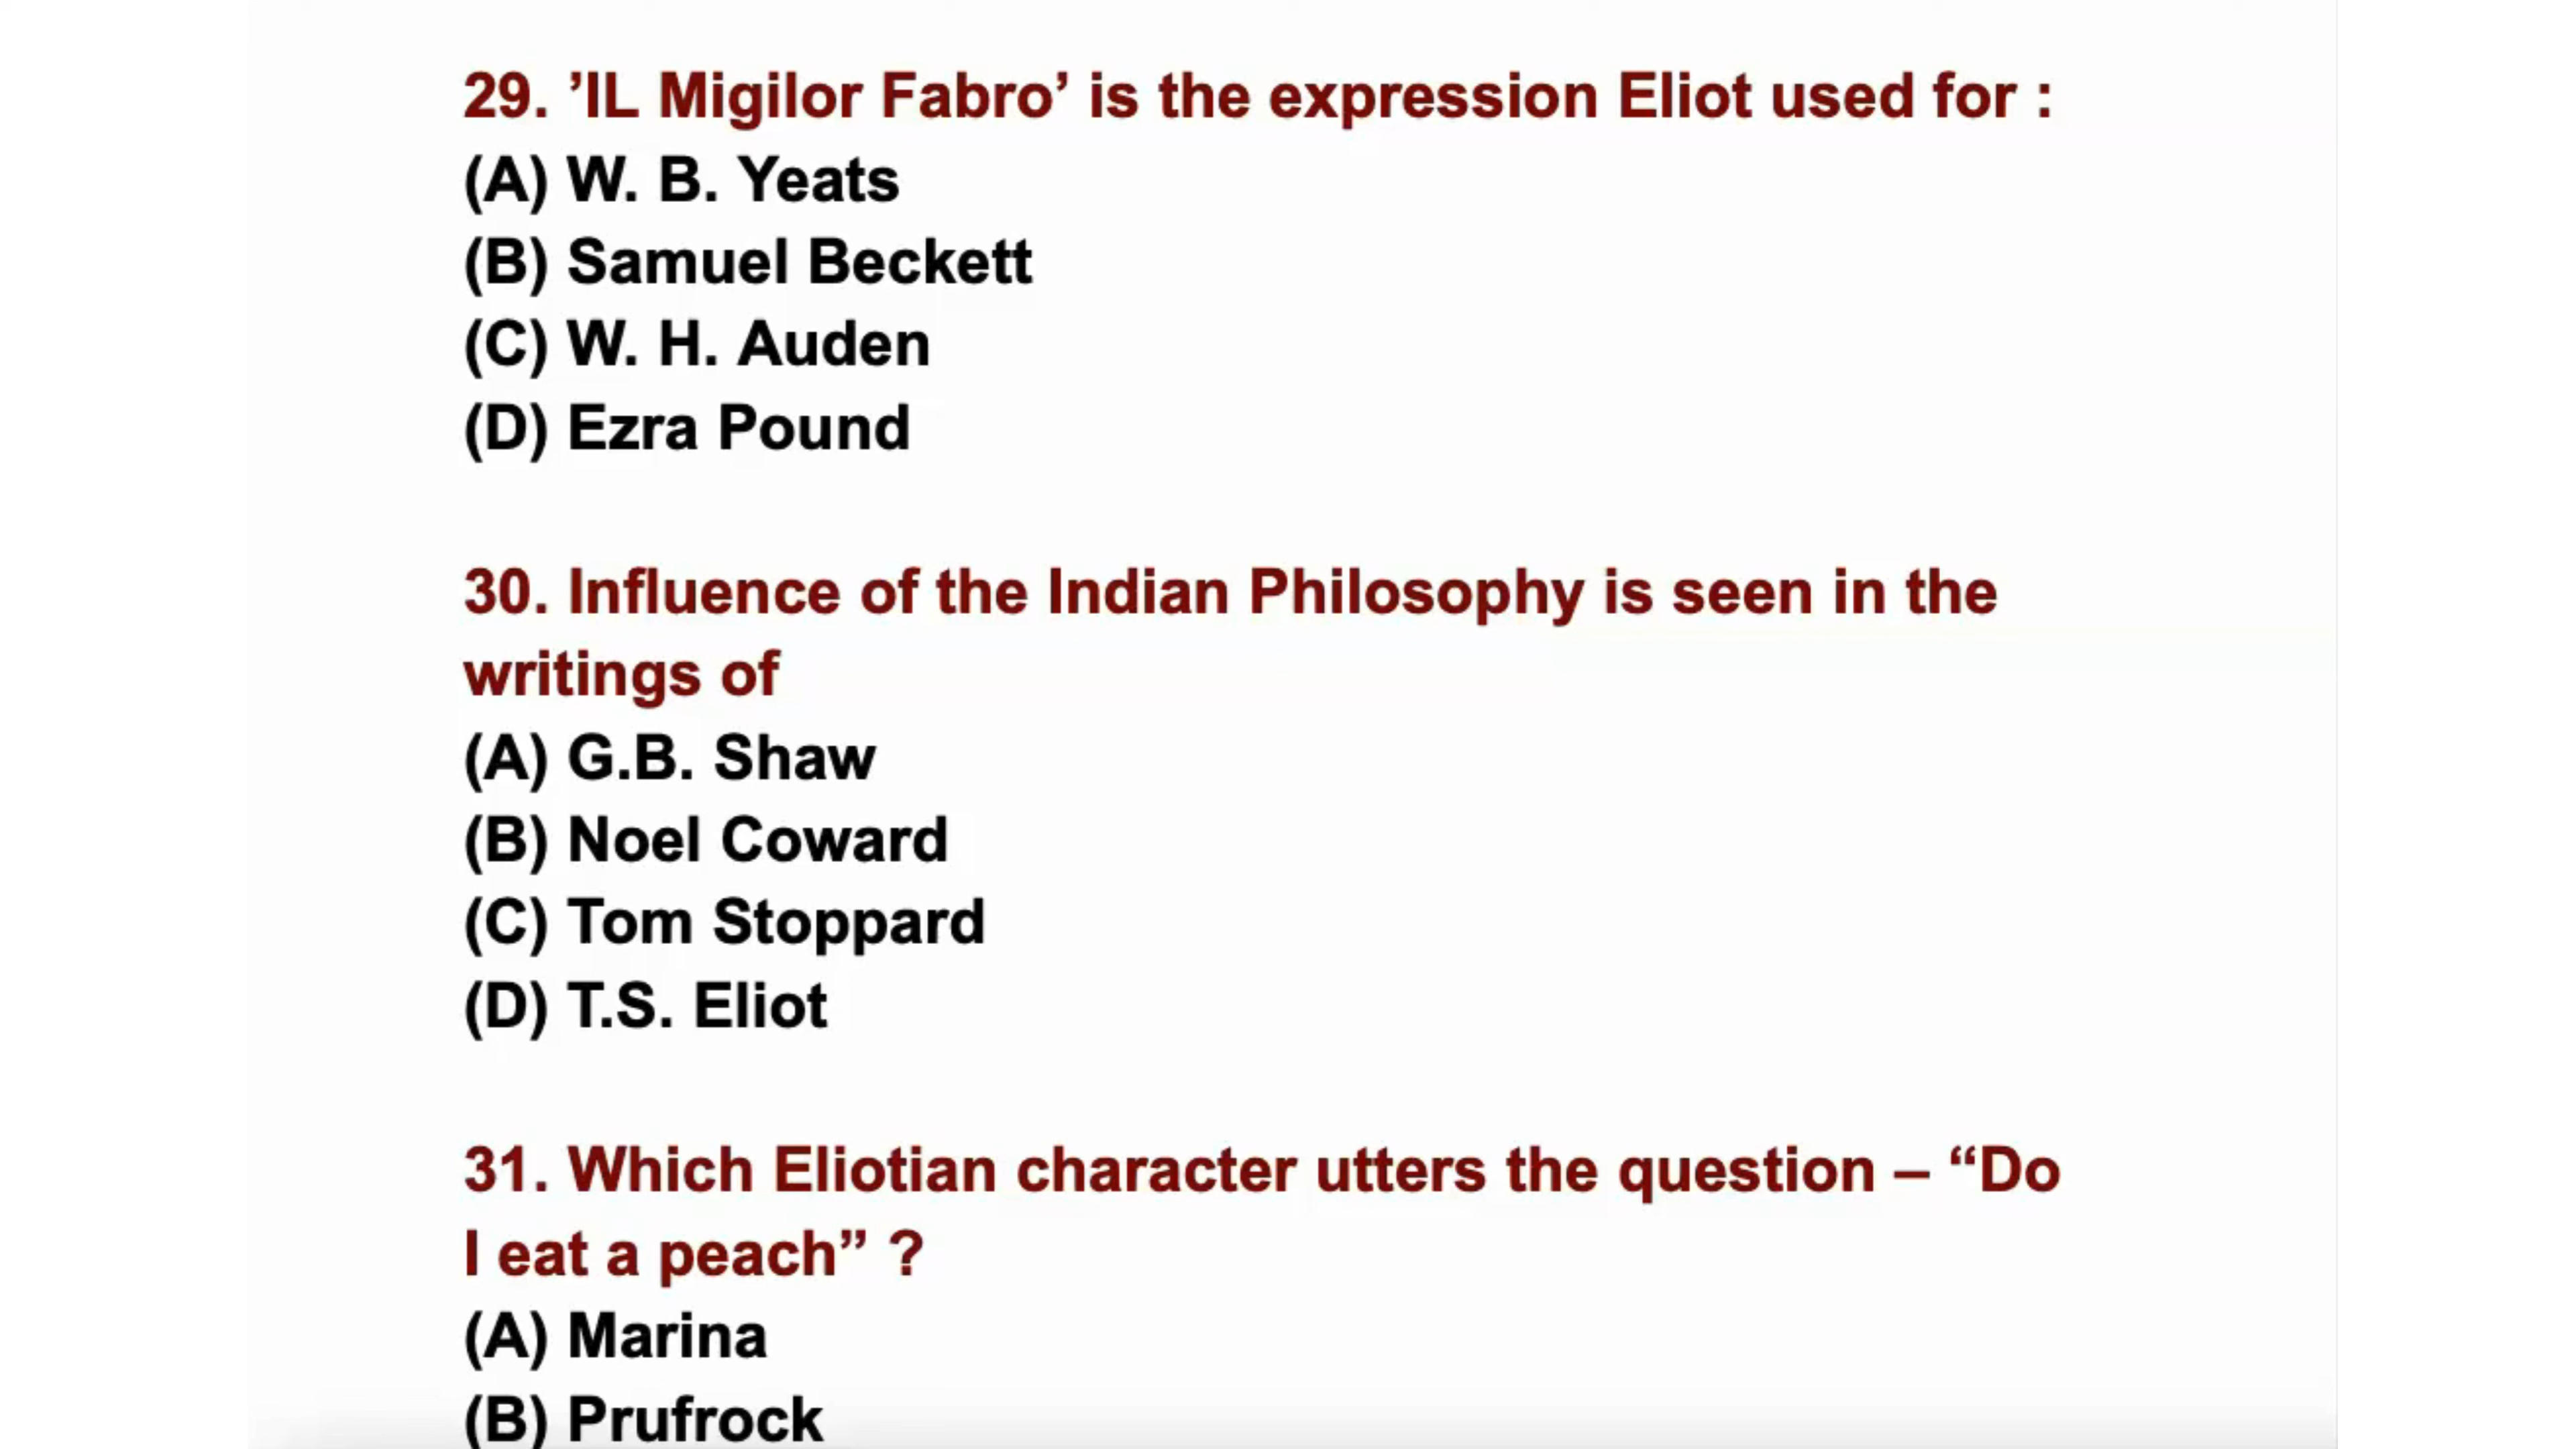 29. ’IL Migilor Fabro’ is the expression Eliot used for :
(A) W. B. Yeats
(B) Samuel Beckett
(C) W. H. Auden
(D) Ezra Pound
30. Influence of the Indian Philosophy is seen in the
writings of
(A) G.B. Shaw
(B) Noel Coward
(C) Tom Stoppard
(D) T.S. Eliot
31. Which Eliotian character utters the question – “Do
I eat a peach” ?
(A) Marina
(B) Prufrock